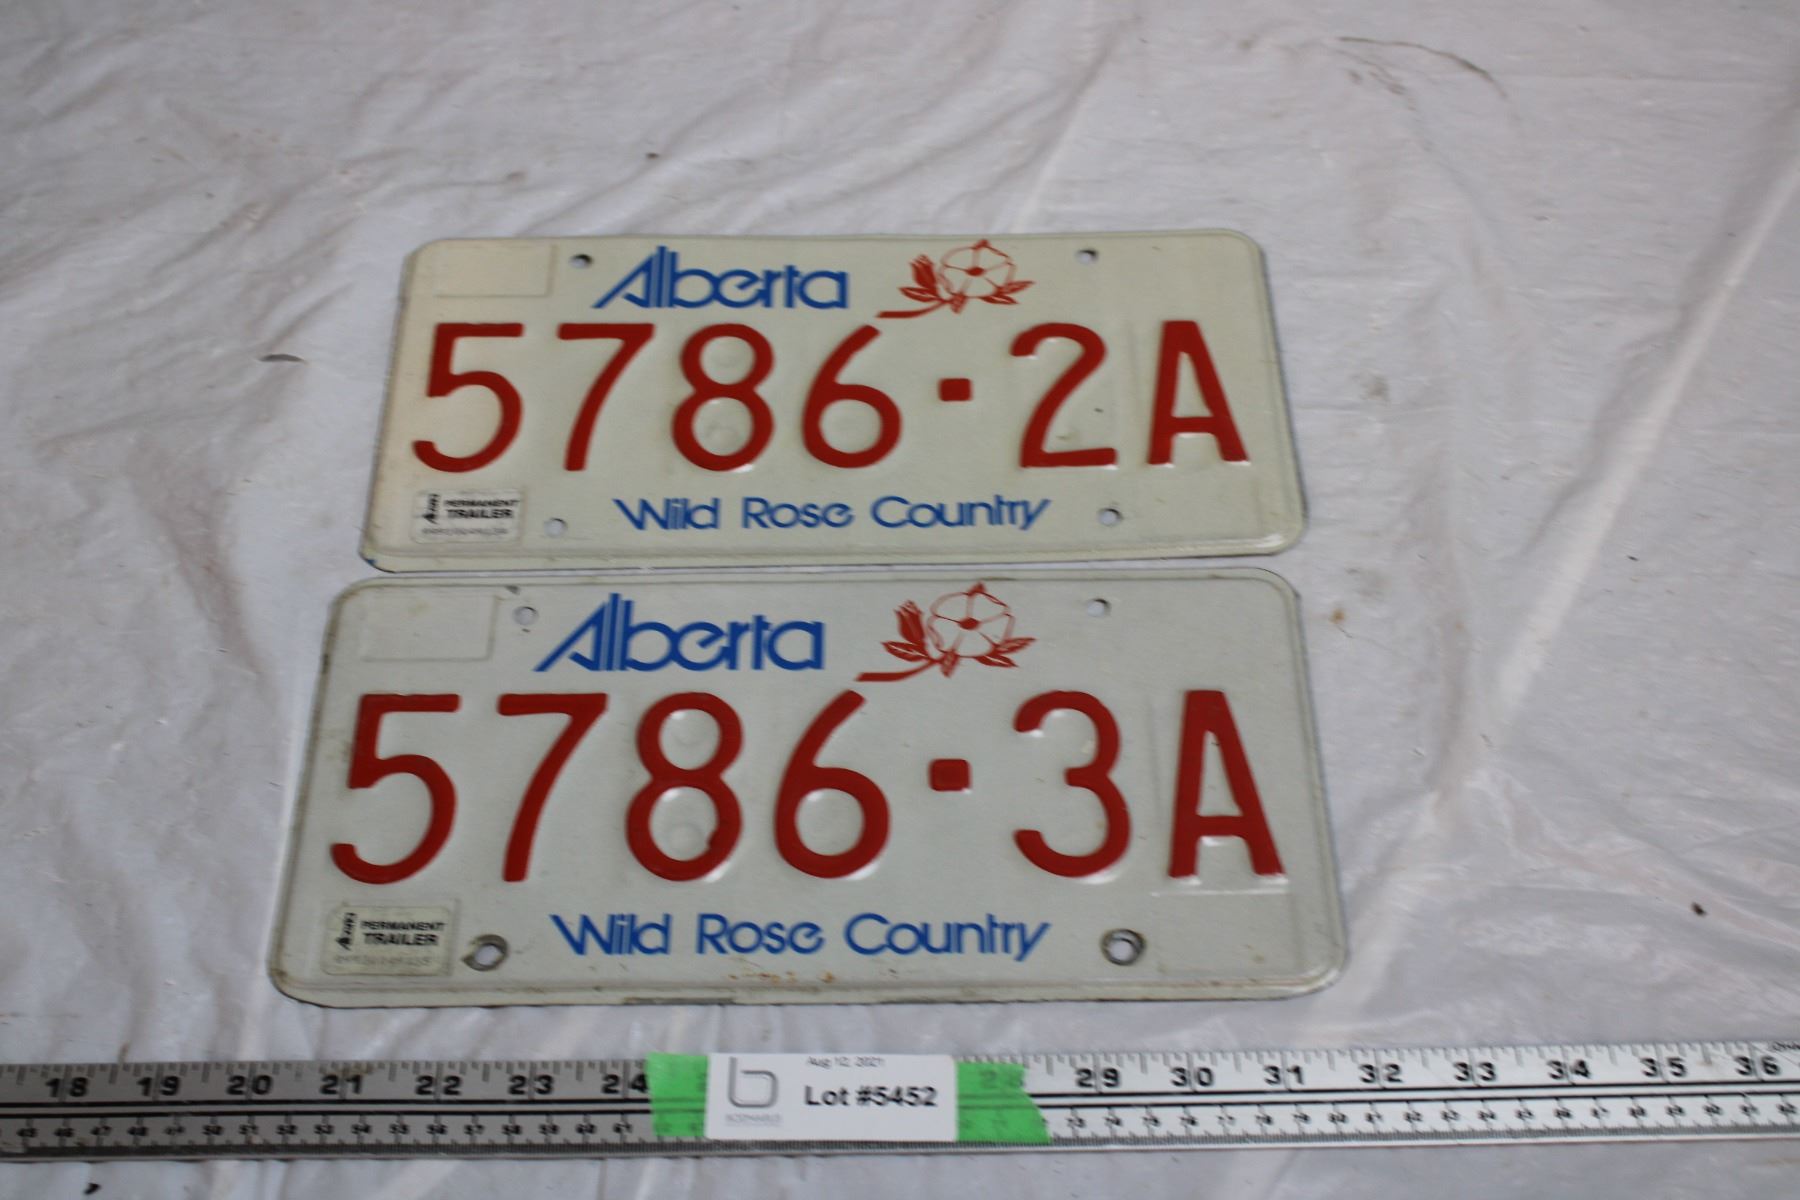 Alberta
5786-2A
PERMANENT
TRAILER
Wild Rose Country
Alberta
5786-3A
PERMANENT
TRAILER
Wild Rose Country
Aug 12, 2021
Lot #5452
18 19 20 21 22 23 24 29 30 31 32 33 34 35 36